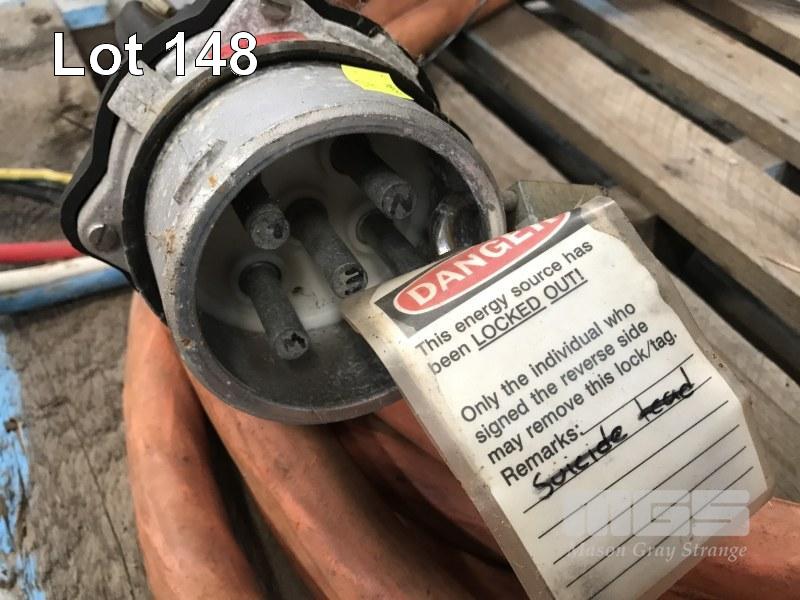 Lot 148
DANGER
This energy source has
been LOCKED OUT!
Only the individual who
signed the reverse side
may remove this lock/tag.
Remarks:
Suicide Lead
MGS
Mason Gray Strange